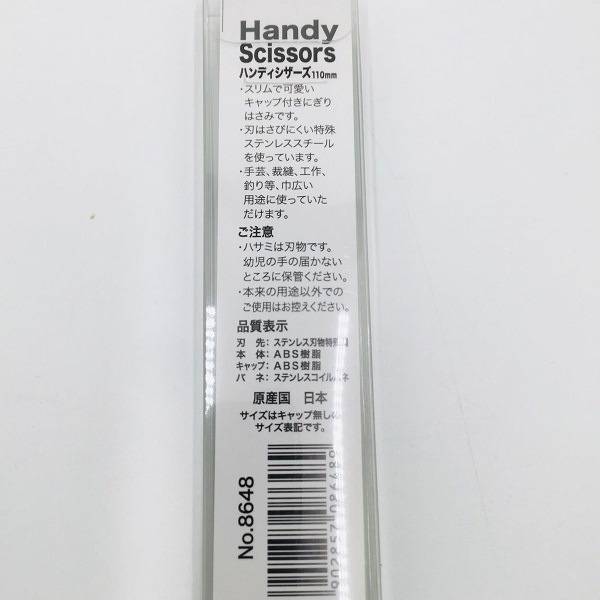 Handy
Scissors
ハンディシザーズ110mm
・スリムで可愛い
キャップ付きにぎり
はさみです。
・刃はさびにくい特殊
ステンレススチール
を使っています。
・手芸、裁縫、工作、
釣り等、巾広い
用途に使っていた
だけます。
ご注意
・ハサミは刃物です。
幼児の手の届かない
ところに保管ください。
・本来の用途以外での
ご使用はお控えください。
品質表示
刃先：ステンレス刃物特殊鋼
本体：ABS樹脂
キャップ：ABS樹脂
バネ：ステンレスコイルバネ
原産国 日本
サイズはキャップ無しの
サイズ表記です。
No.8648